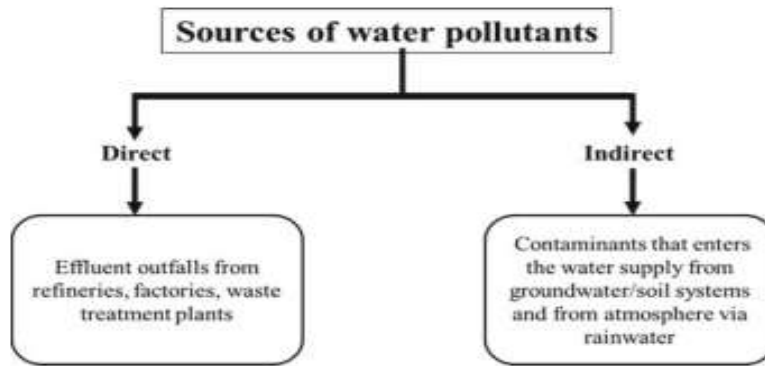 Sources of water pollutants
Direct
Indirect
Effluent outfalls from
refineries, factories, waste
treatment plants
Contaminants that enters
the water supply from
groundwater/soil systems
and from atmosphere via
rainwater